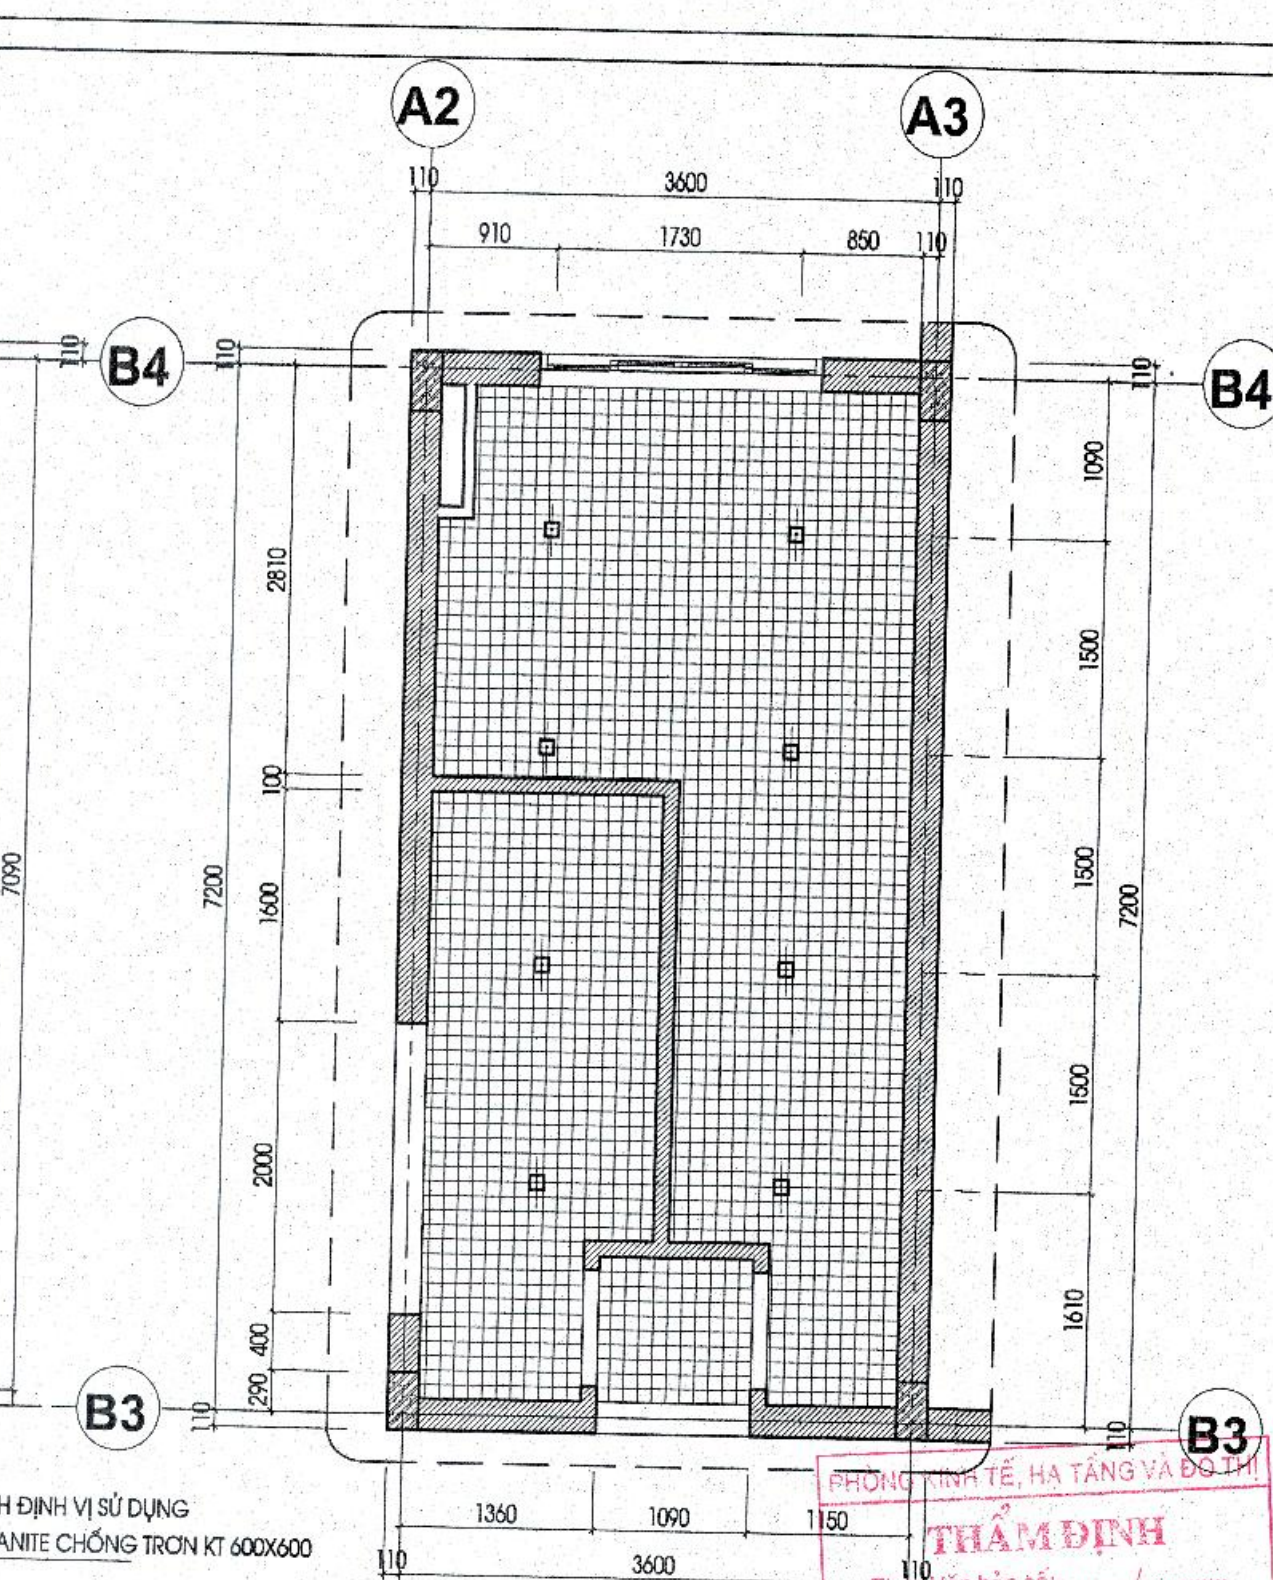 A2
A3
110 3600 110
910 1730 850 110
110
B4
110
110
B4
1090
2810
1500
100
7090
7200
1600
1500
7200
1500
2000
1610
400
290
B3
110
110
B3
H ĐỊNH VỊ SỬ DỤNG
ANITE CHỐNG TRƠN KT 600X600
1360 1090 1150
110 3600 110
PHÒNG KINH TẾ, HẠ TẦNG VÀ ĐÔ THỊ
THẨM ĐỊNH